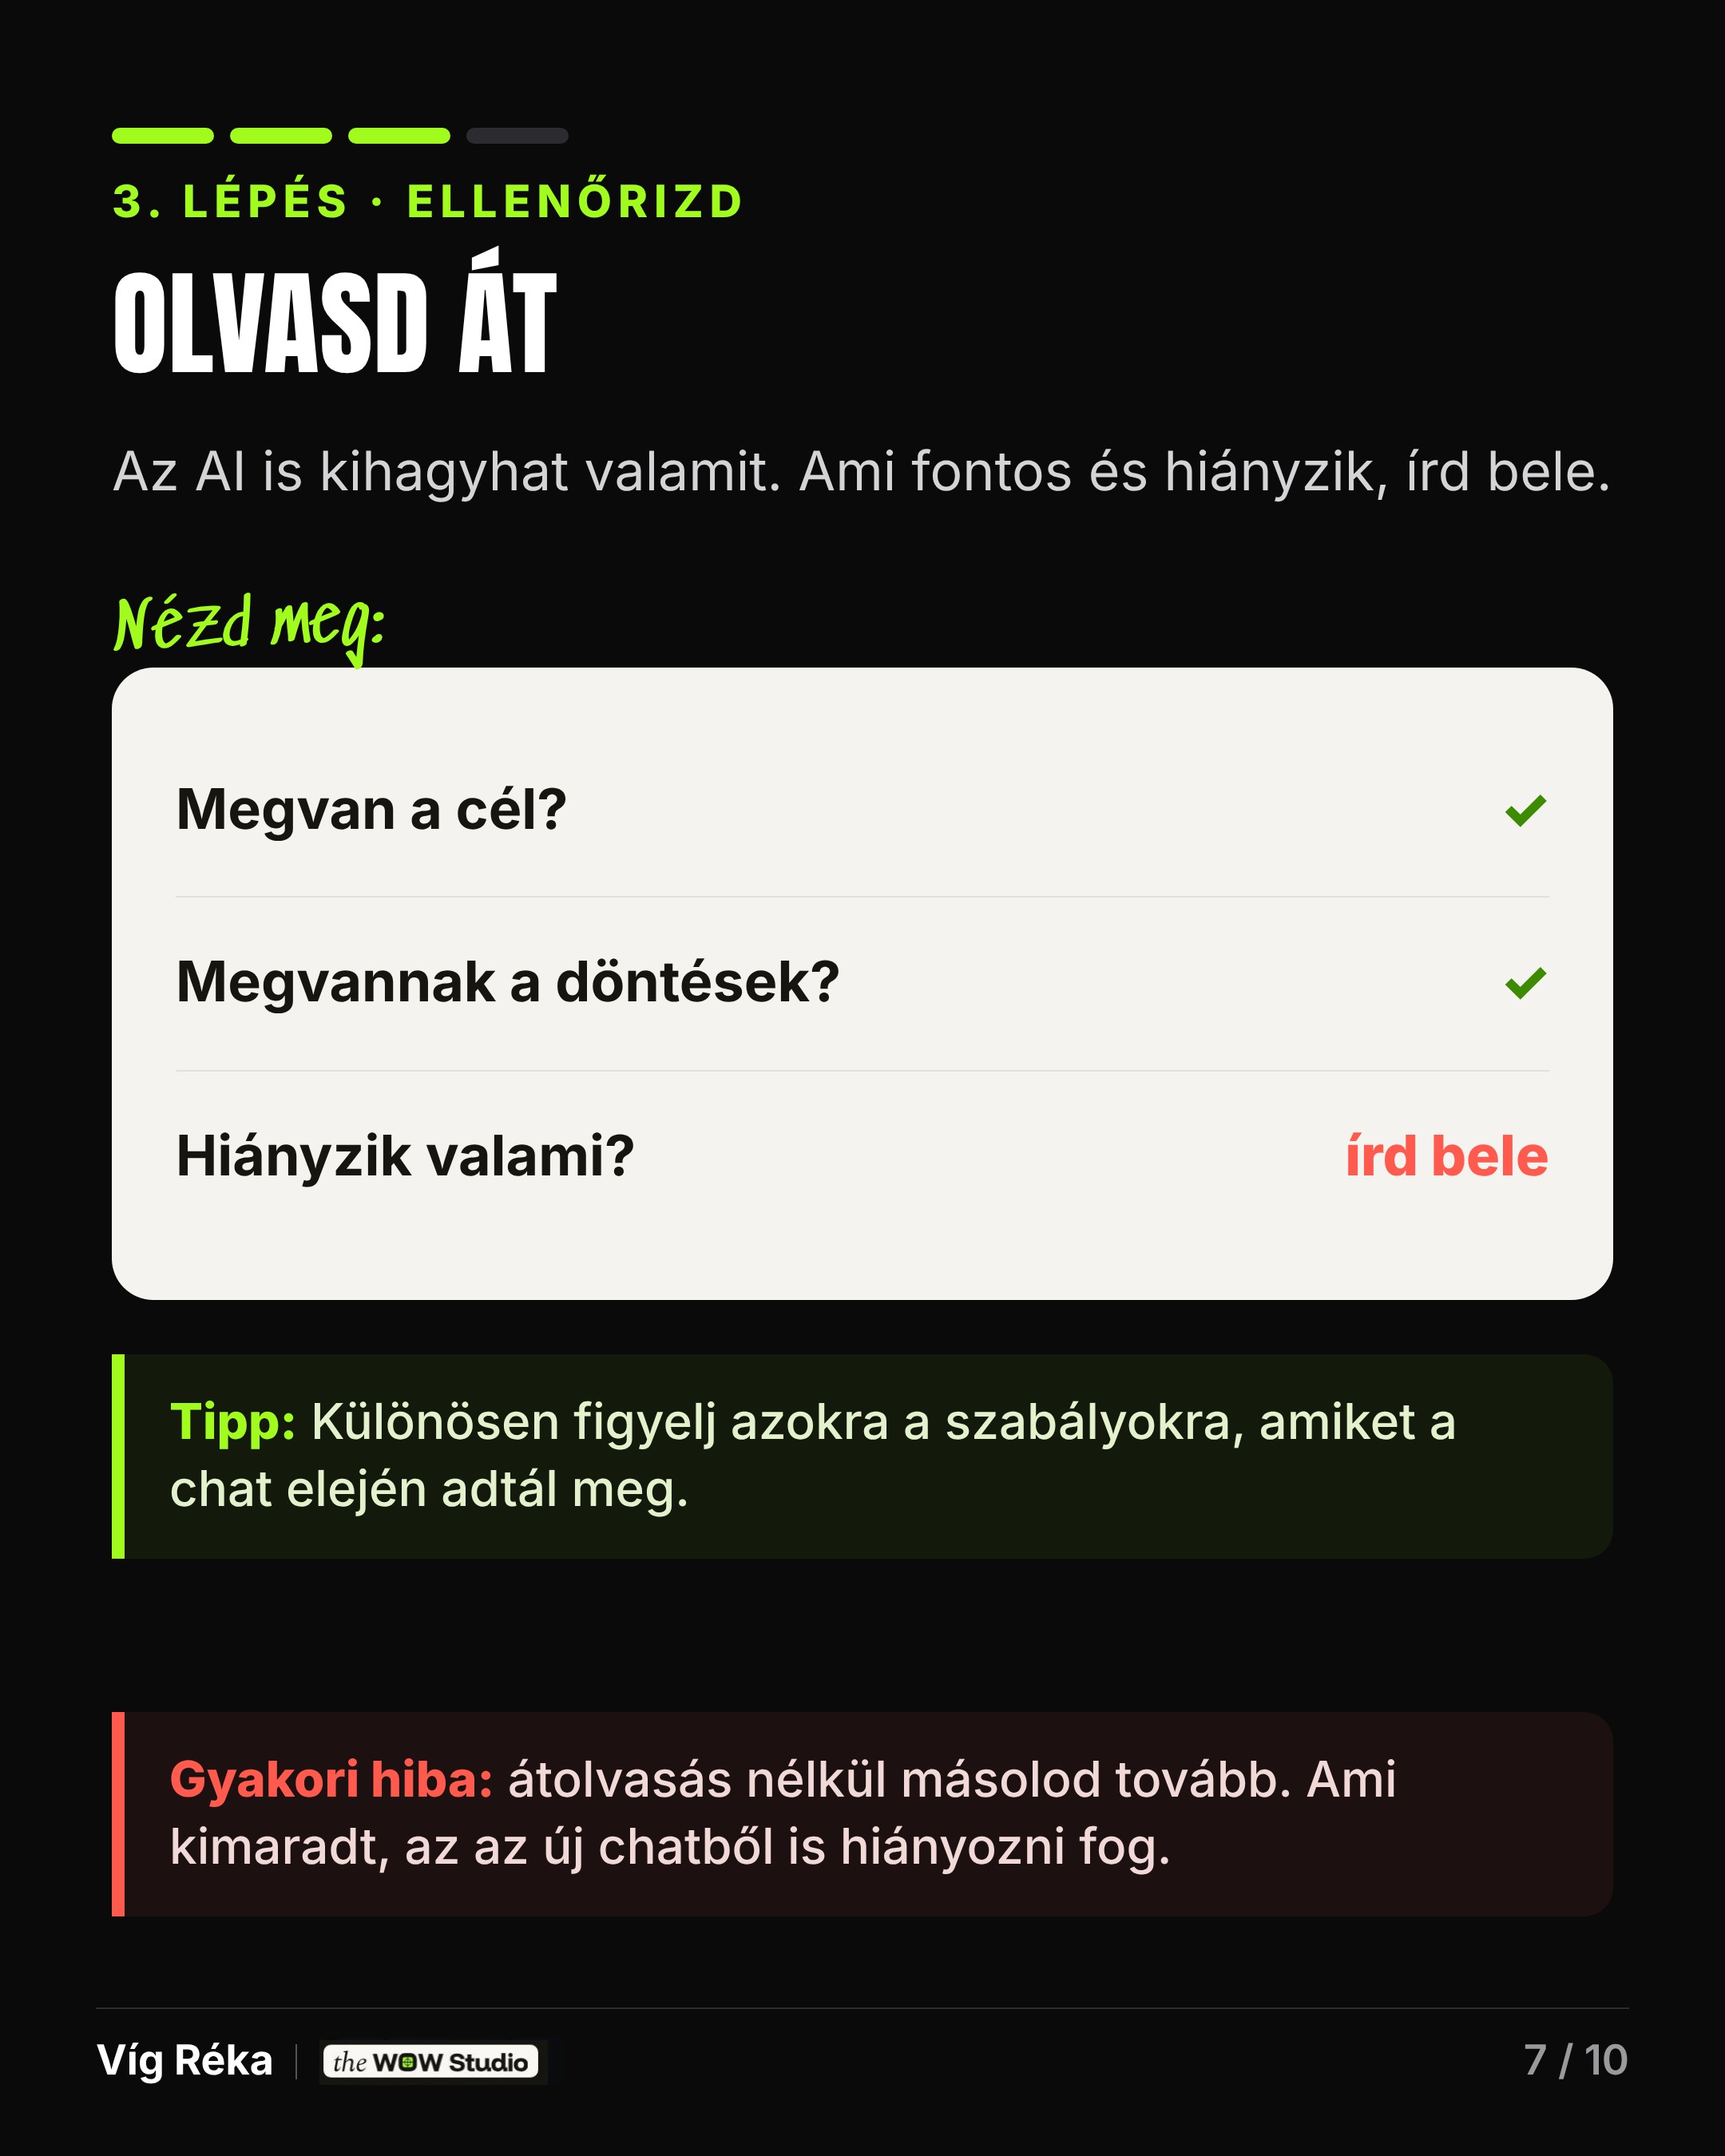 3. LÉPÉS · ELLENŐRIZD
OLVASD ÁT
Az AI is kihagyhat valamit. Ami fontos és hiányzik, írd bele.
Nézd meg:
Megvan a cél? ✓
Megvannak a döntések? ✓
Hiányzik valami? írd bele
Tipp: Különösen figyelj azokra a szabályokra, amiket a
chat elején adtál meg.
Gyakori hiba: átolvasás nélkül másolod tovább. Ami
kimaradt, az az új chatből is hiányozni fog.
Víg Réka | the WOW Studio 7 / 10